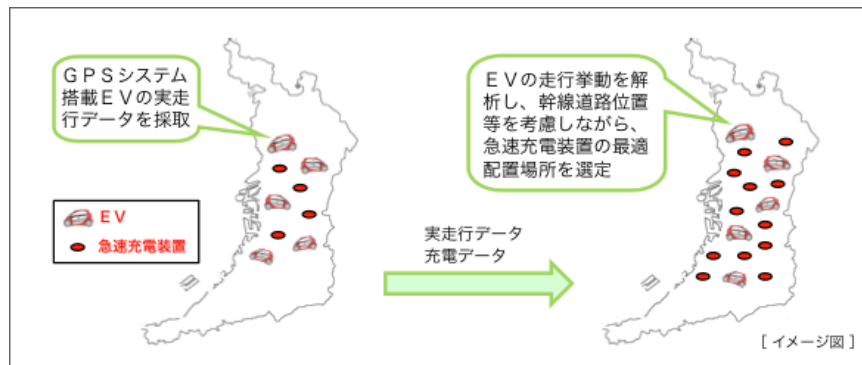 GPSシステム
搭載EVの実走
行データを採取
EV
急速充電装置
実走行データ
充電データ
EVの走行挙動を解
析し、幹線道路位置
等を考慮しながら、
急速充電装置の最適
配置場所を選定
[ イメージ図 ]